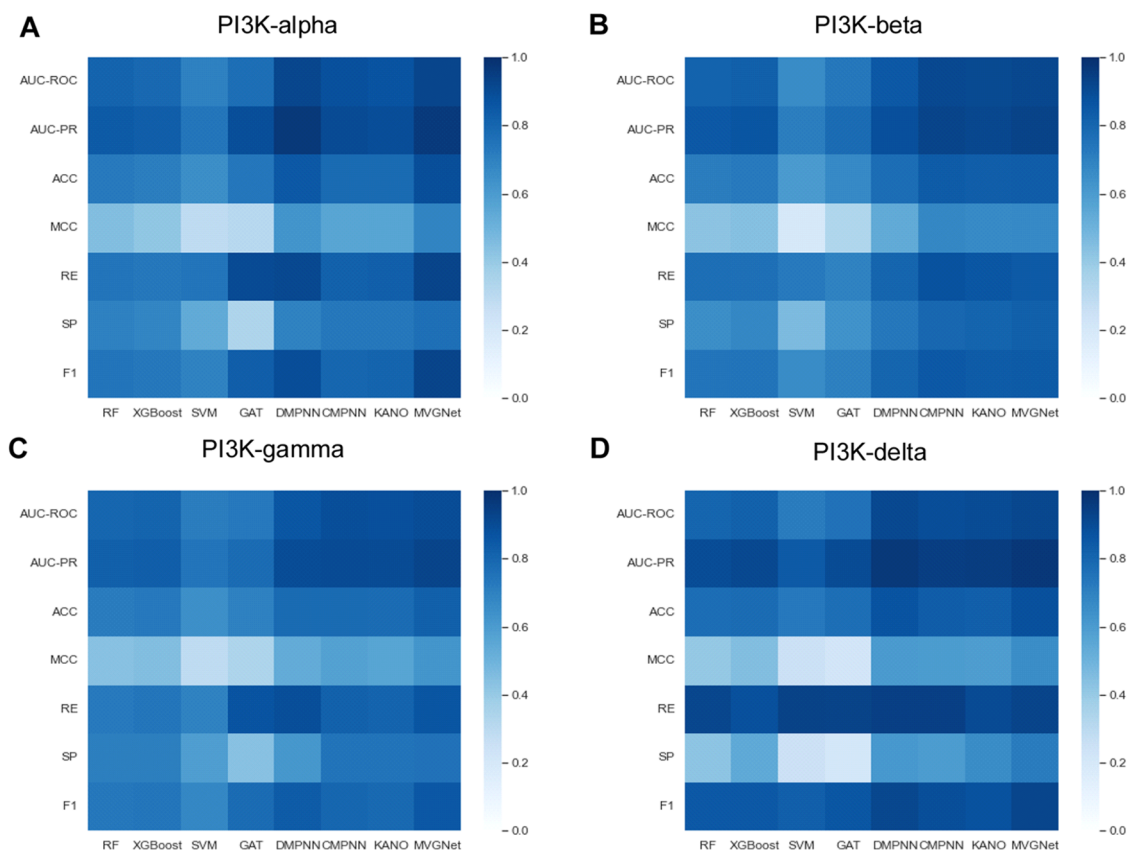 A
PI3K-alpha
AUC-ROC
AUC-PR
ACC
MCC
RE
SP
F1
RF XGBoost SVM GAT DMPNN CMPNN KANO MVGNet
1.0
0.8
0.6
0.4
0.2
0.0
B
PI3K-beta
AUC-ROC
AUC-PR
ACC
MCC
RE
SP
F1
RF XGBoost SVM GAT DMPNN CMPNN KANO MVGNet
1.0
0.8
0.6
0.4
0.2
0.0
C
PI3K-gamma
AUC-ROC
AUC-PR
ACC
MCC
RE
SP
F1
RF XGBoost SVM GAT DMPNN CMPNN KANO MVGNet
1.0
0.8
0.6
0.4
0.2
0.0
D
PI3K-delta
AUC-ROC
AUC-PR
ACC
MCC
RE
SP
F1
RF XGBoost SVM GAT DMPNN CMPNN KANO MVGNet
1.0
0.8
0.6
0.4
0.2
0.0